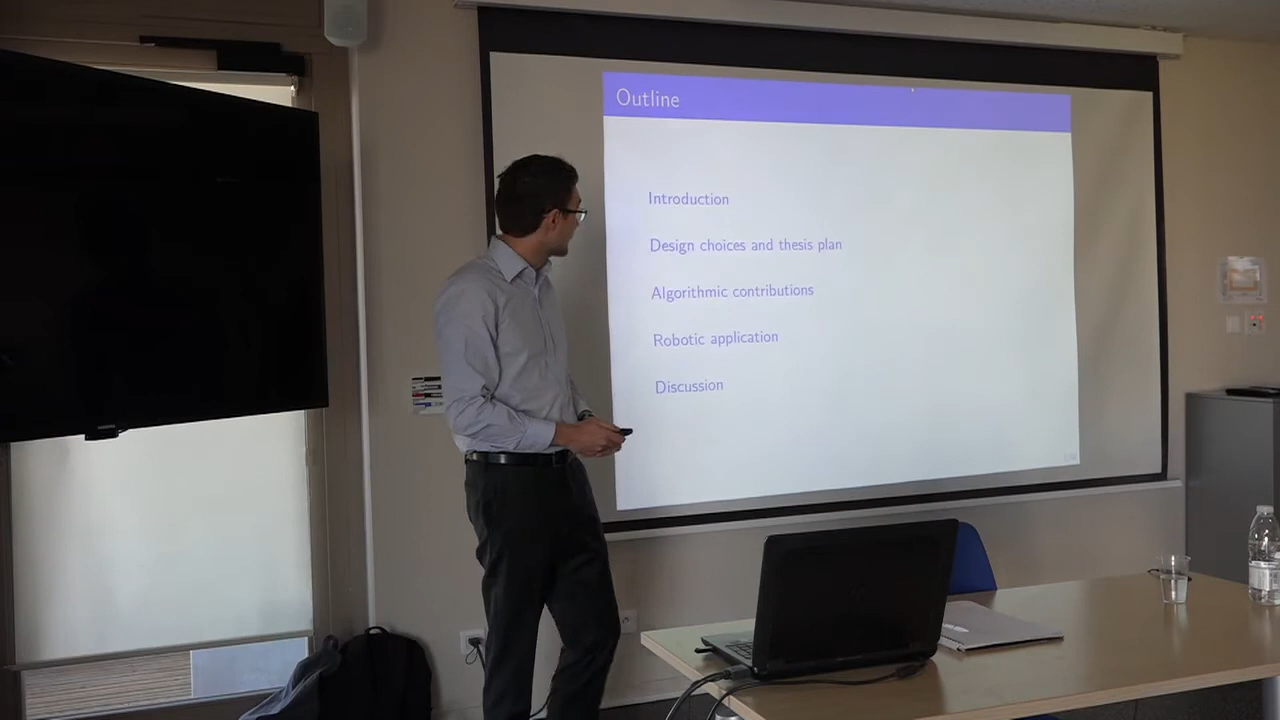 Outline
Introduction
Design choices and thesis plan
Algorithmic contributions
Robotic application
Discussion